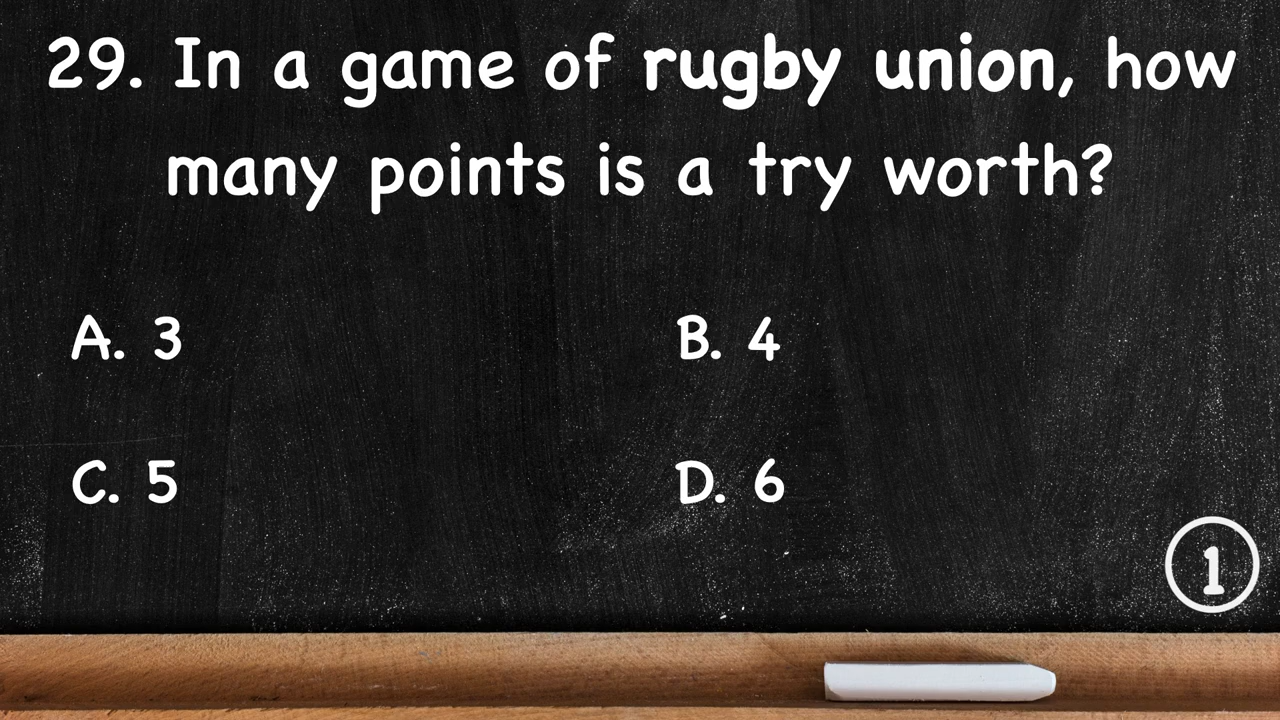 29. In a game of rugby union, how
many points is a try worth?
A. 3
B. 4
C. 5
D. 6
1